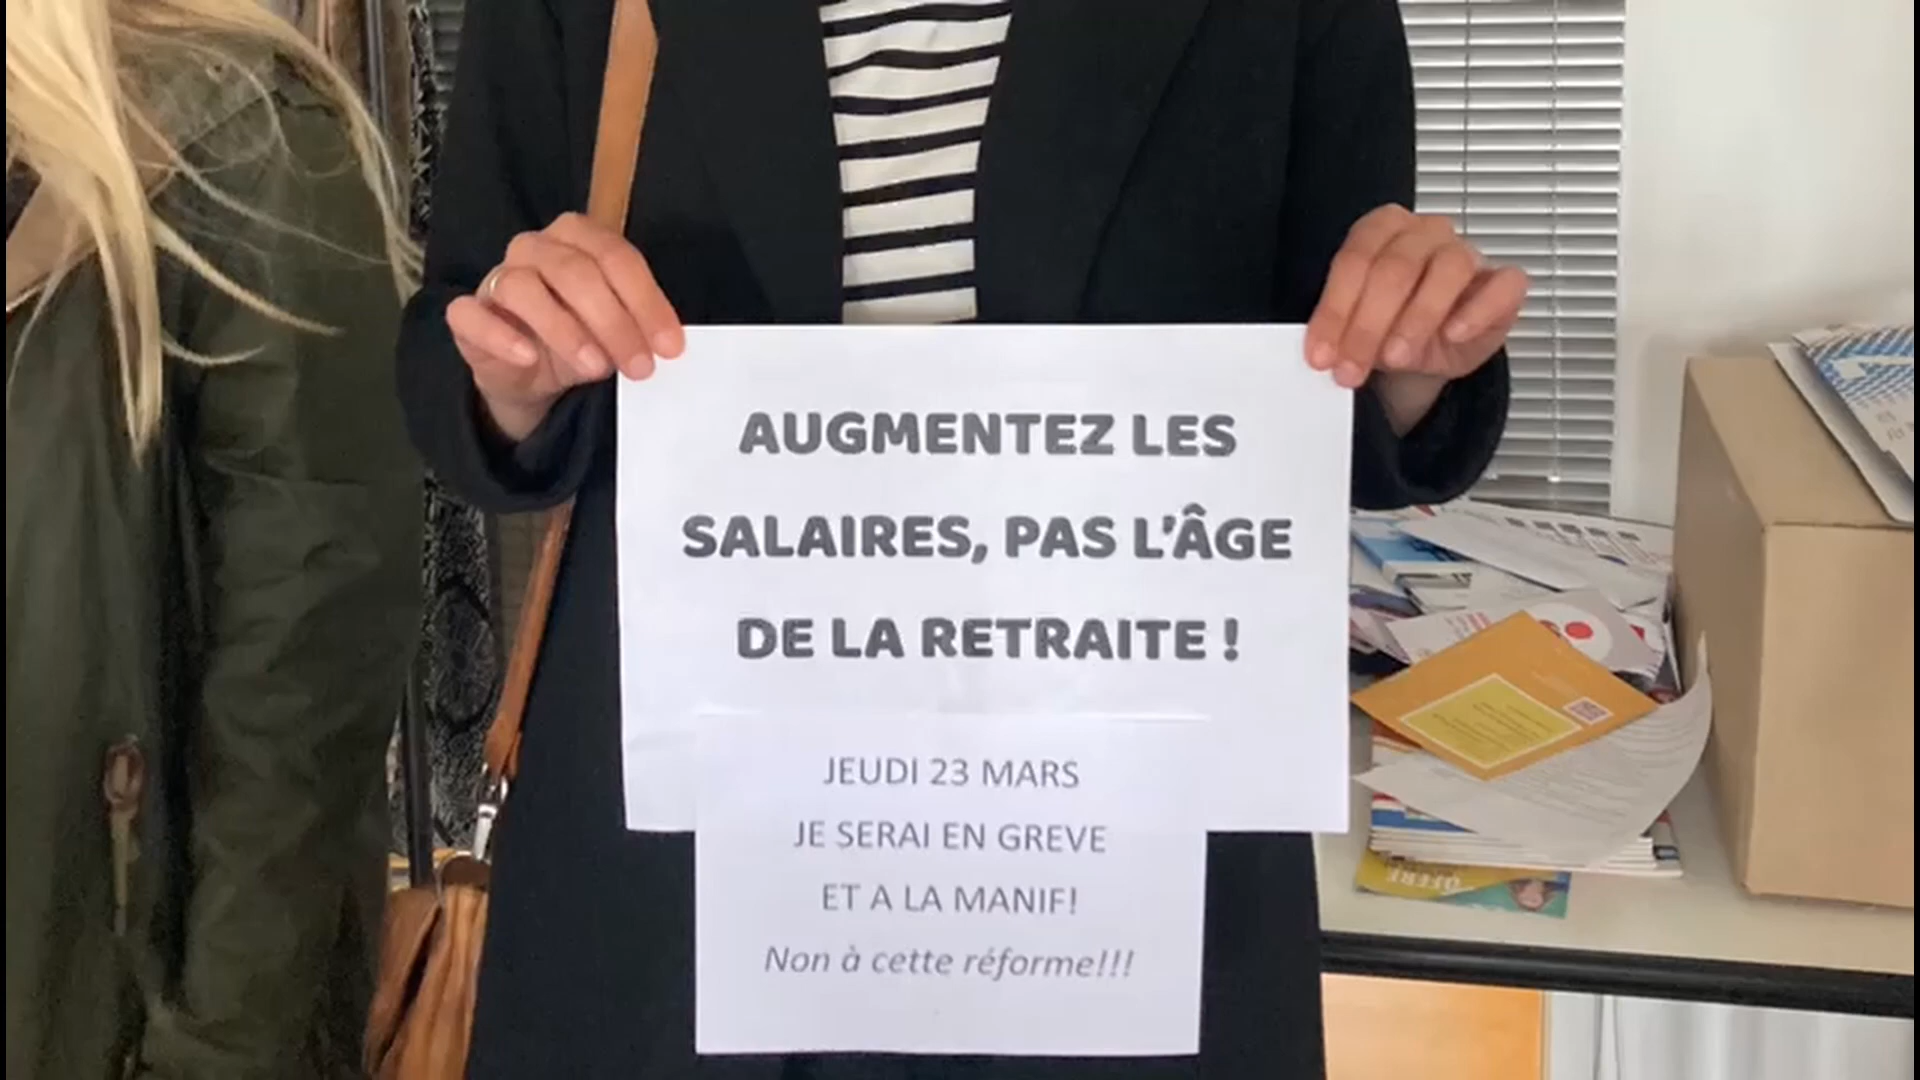 AUGMENTEZ LES
SALAIRES, PAS L'ÂGE
DE LA RETRAITE !
JEUDI 23 MARS
JE SERAI EN GREVE
ET A LA MANIF!
Non à cette réforme!!!
OFFRE